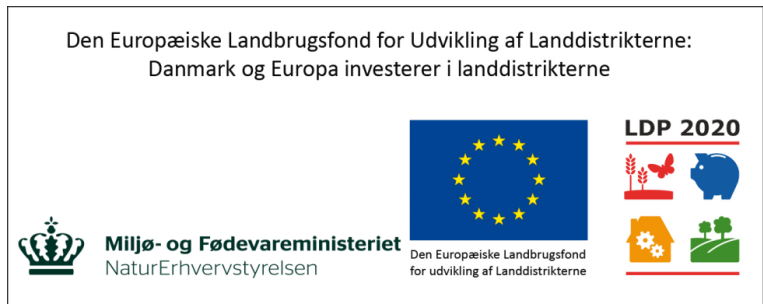 Den Europæiske Landbrugsfond for Udvikling af Landdistrikterne:
Danmark og Europa investerer i landdistrikterne
LDP 2020
Miljø- og Fødevareministeriet
NaturErhvervstyrelsen
Den Europæiske Landbrugsfond
for udvikling af Landdistrikterne